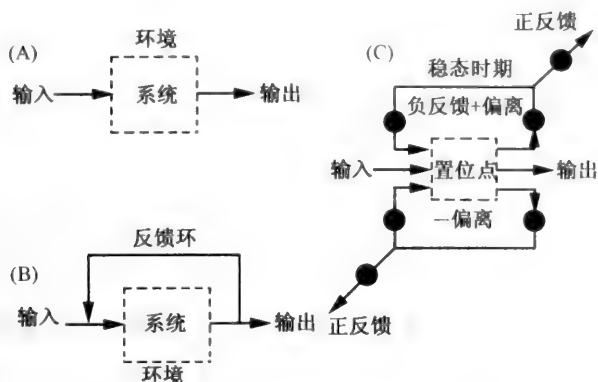 (A)
环境
输入
系统
输出
(B)
反馈环
输入
系统
输出
环境
(C)
正反馈
稳态时期
负反馈+偏离
输入
置位点
输出
—偏离
正反馈